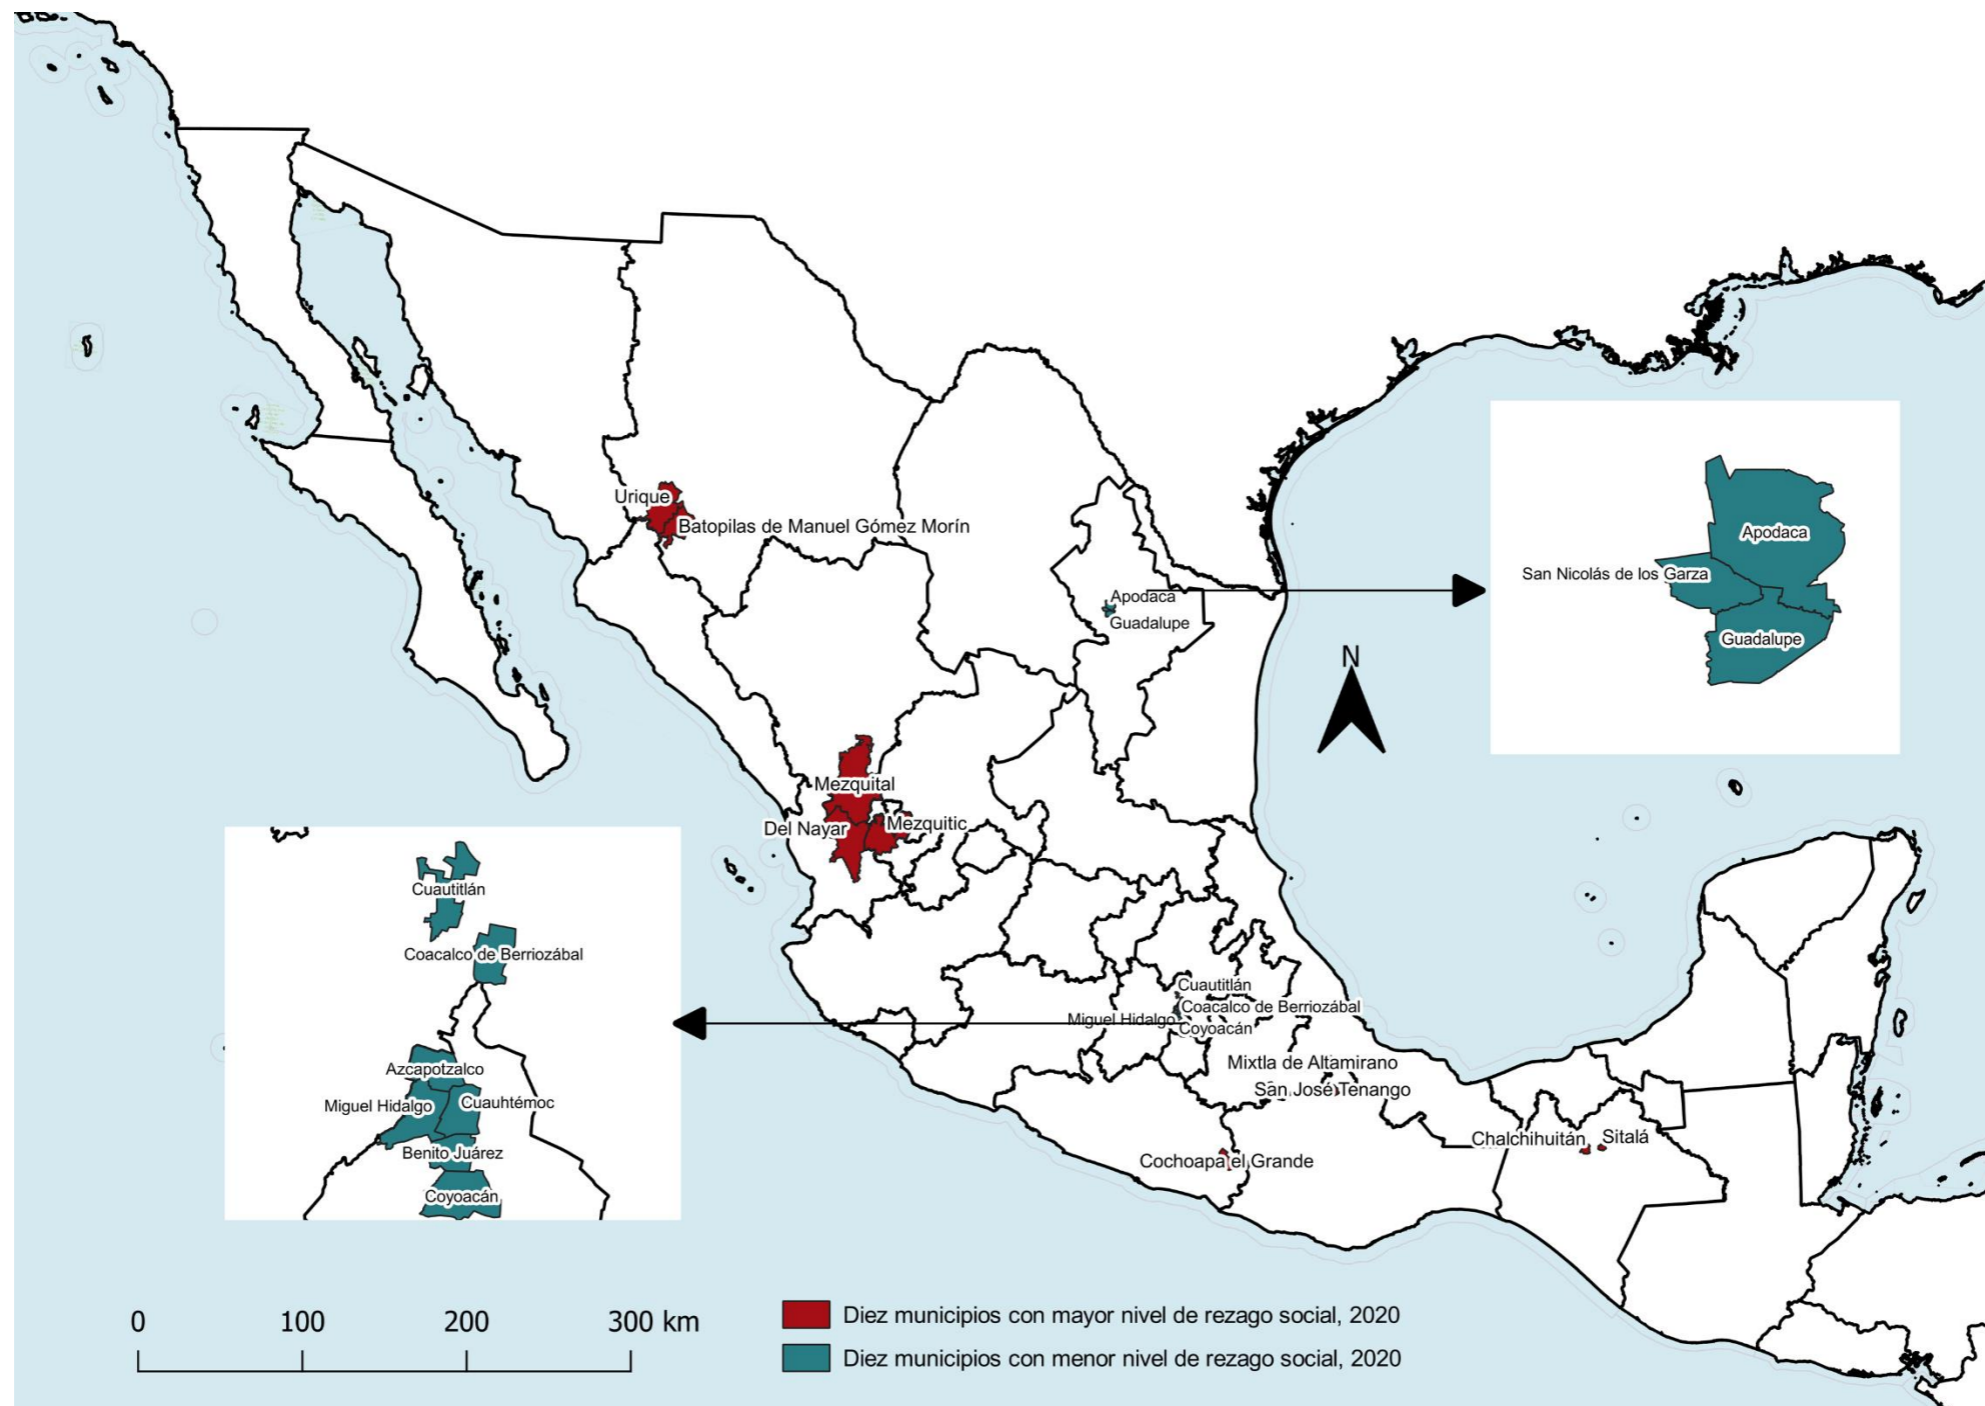 Urique
Batopilas de Manuel Gómez Morín
Apodaca
Guadalupe
Apodaca
San Nicolás de los Garza
Guadalupe
N
Mezquital
Del Nayar
Mezquitic
Cuautitlán
Coacalco de Berriozábal
Azcapotzalco
Miguel Hidalgo
Cuauhtémoc
Benito Juárez
Coyoacán
Cuautitlán
Coacalco de Berriozábal
Miguel Hidalgo
Coyoacán
Mixtla de Altamirano
San José Tenango
Chalchihuitán
Sitalá
Cochoapa el Grande
0 100 200 300 km
Diez municipios con mayor nivel de rezago social, 2020
Diez municipios con menor nivel de rezago social, 2020